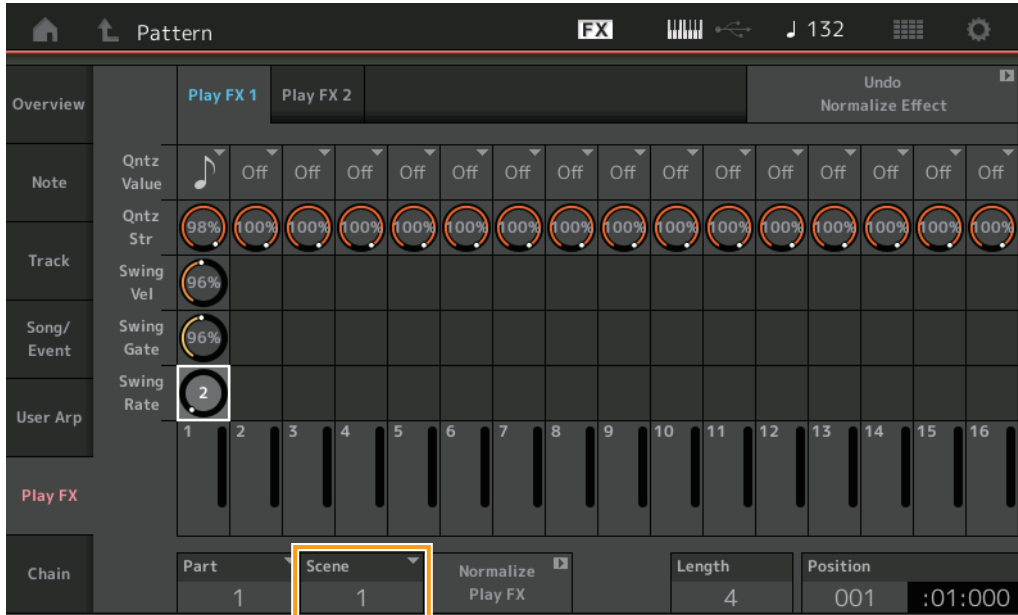 Pattern FX 132
Overview
Play FX 1 Play FX 2 Undo
Normalize Effect
Note
Qntz
Value Off Off Off Off Off Off Off Off Off Off Off Off Off Off Off
Qntz
Str 98% 100% 100% 100% 100% 100% 100% 100% 100% 100% 100% 100% 100% 100% 100% 100%
Track
Swing
Vel 96%
Song/
Event
Swing
Gate 96%
User Arp
Swing
Rate 2
1 2 3 4 5 6 7 8 9 10 11 12 13 14 15 16
Play FX
Chain
Part Scene Normalize
Play FX Length Position
1 1 4 001 :01:000